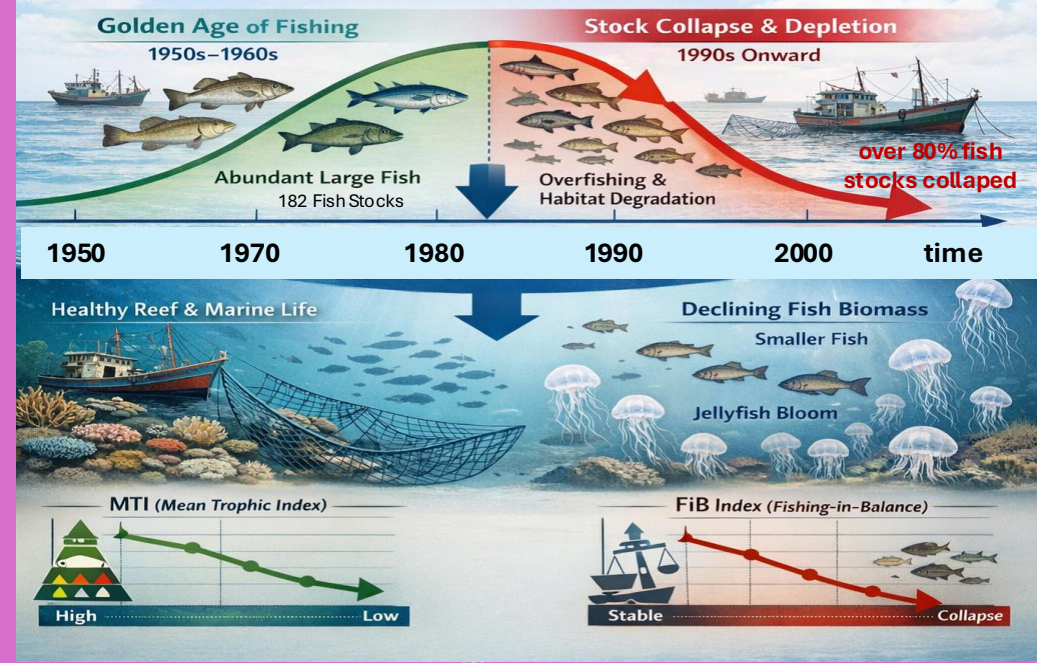 Golden Age of Fishing
1950s–1960s
Stock Collapse & Depletion
1990s Onward
over 80% fish
stocks collaped
Abundant Large Fish
182 Fish Stocks
Overfishing &
Habitat Degradation
1950 1970 1980 1990 2000 time
Healthy Reef & Marine Life
Declining Fish Biomass
Smaller Fish
Jellyfish Bloom
MTI (Mean Trophic Index)
High Low
FiB Index (Fishing-in-Balance)
Stable Collapse